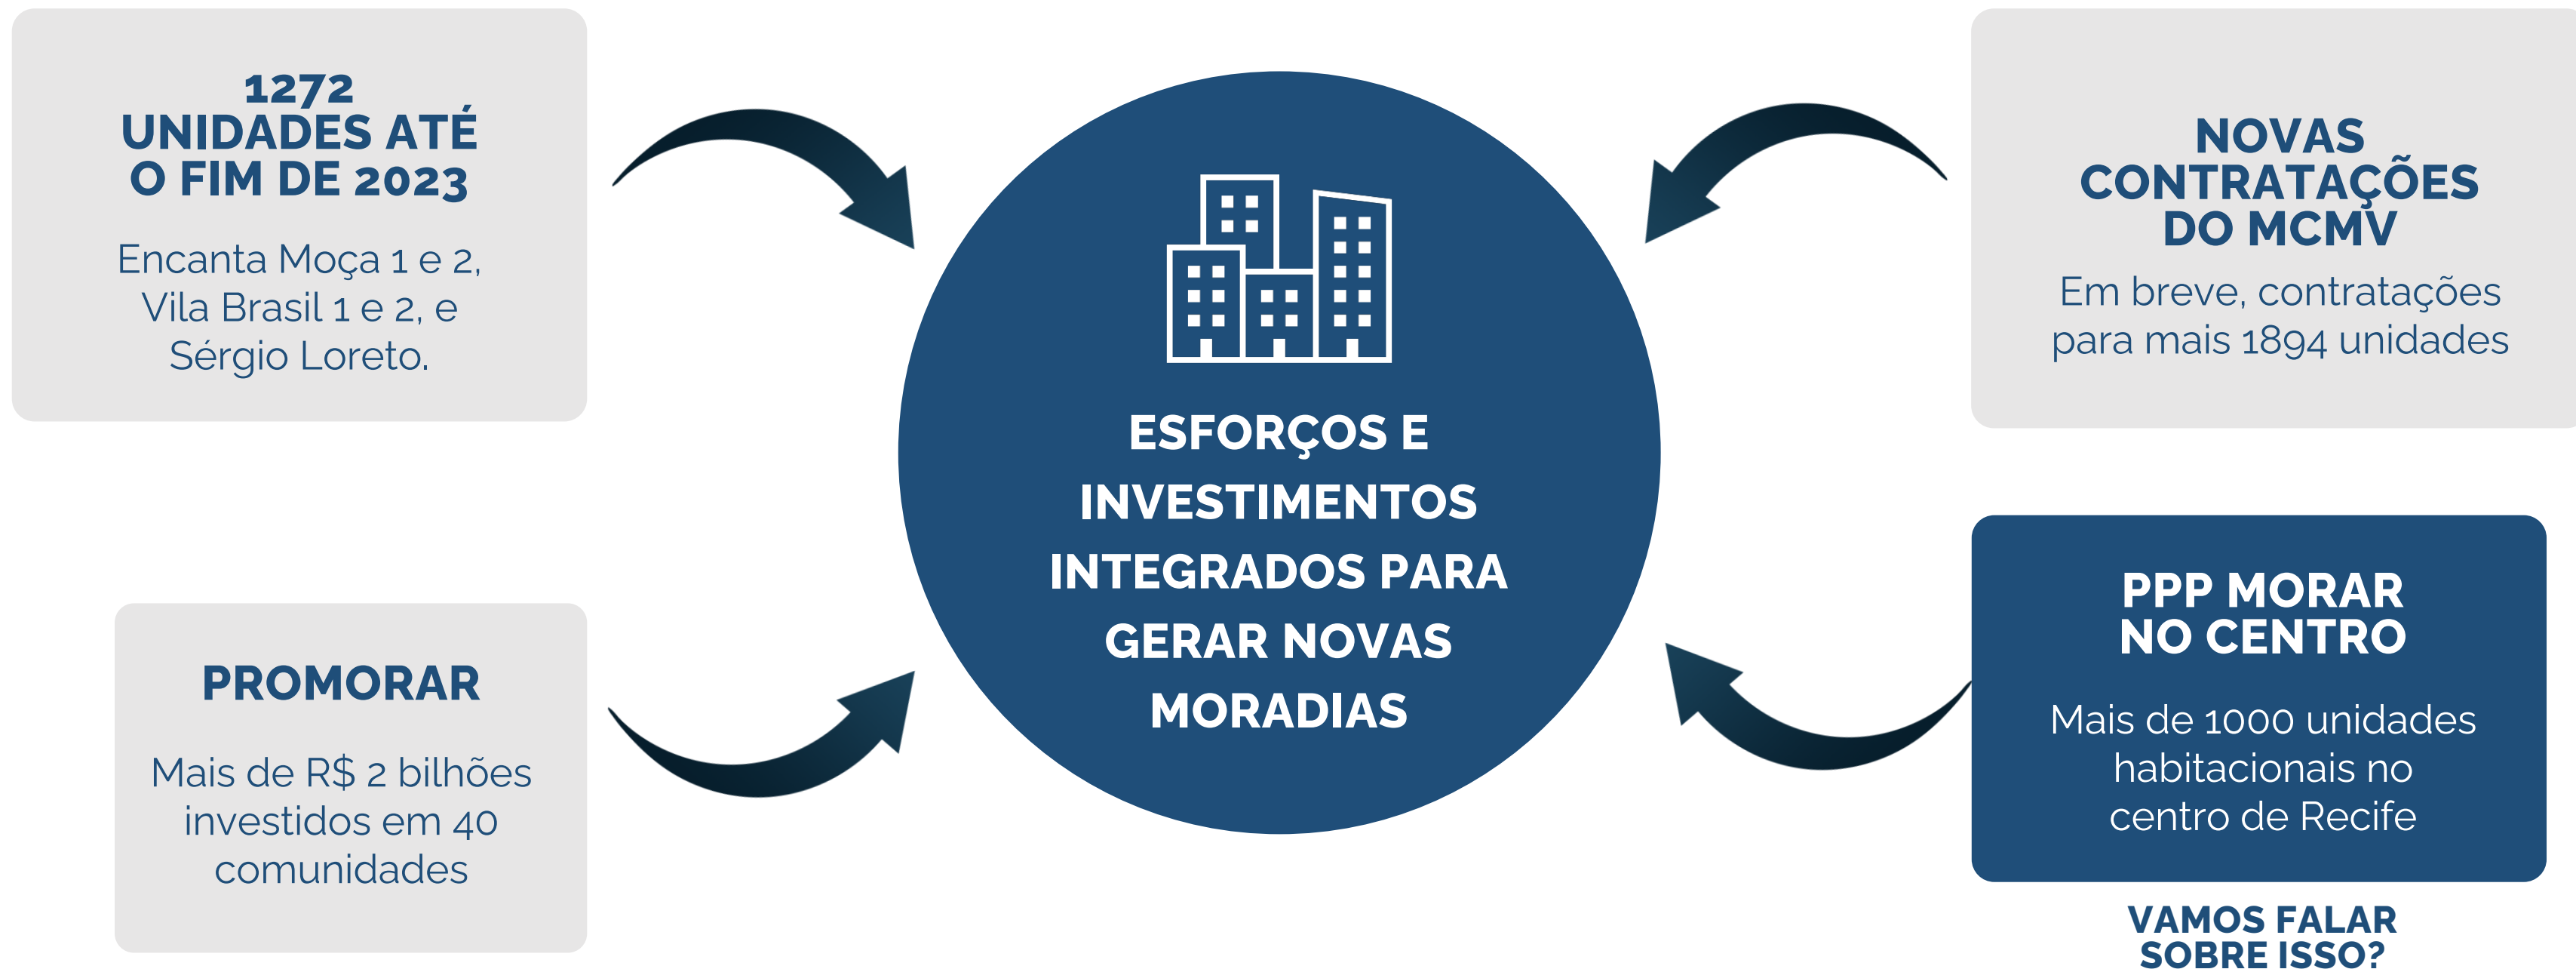 1272
UNIDADES ATÉ
O FIM DE 2023
Encanta Moça 1 e 2,
Vila Brasil 1 e 2, e
Sérgio Loreto.
PROMORAR
Mais de R$ 2 bilhões
investidos em 40
comunidades
ESFORÇOS E
INVESTIMENTOS
INTEGRADOS PARA
GERAR NOVAS
MORADIAS
NOVAS
CONTRATAÇÕES
DO MCMV
Em breve, contratações
para mais 1894 unidades
PPP MORAR
NO CENTRO
Mais de 1000 unidades
habitacionais no
centro de Recife
VAMOS FALAR
SOBRE ISSO?